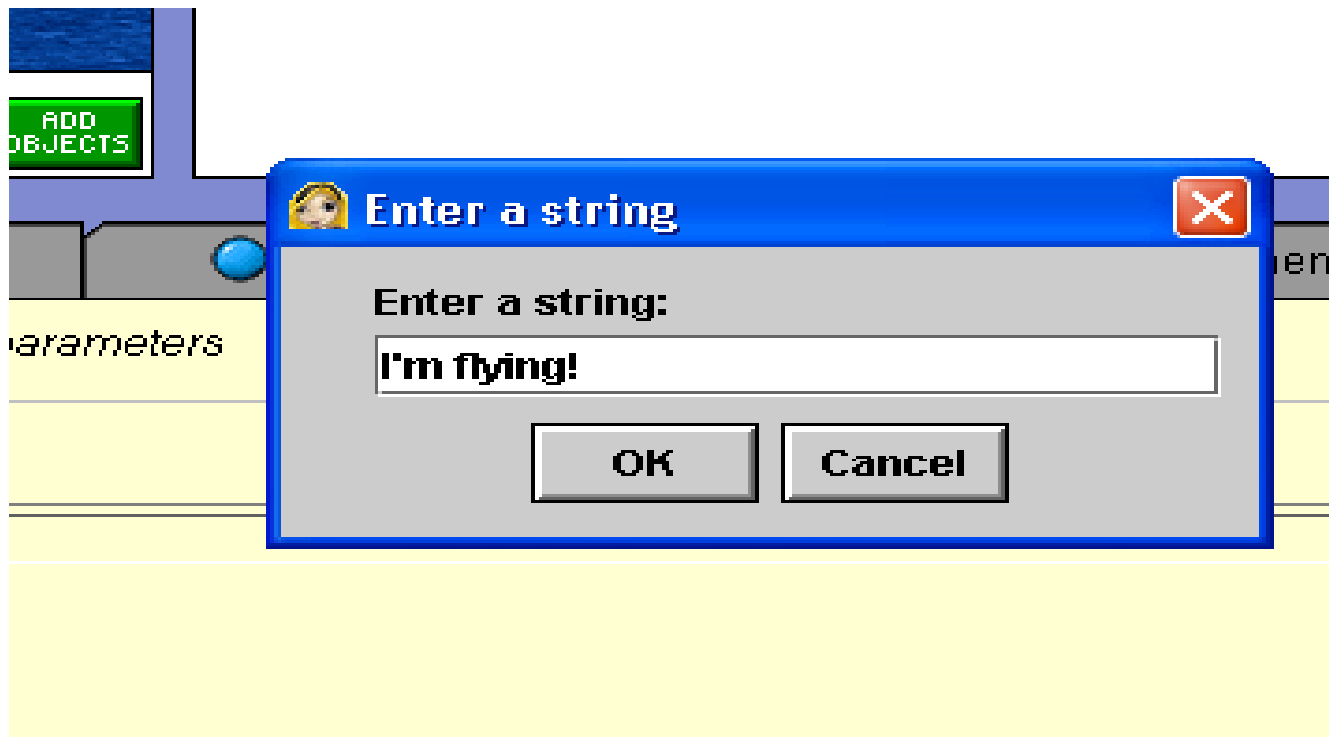 ADD
OBJECTS
Enter a string
Enter a string:
parameters
I'm flying!
OK Cancel